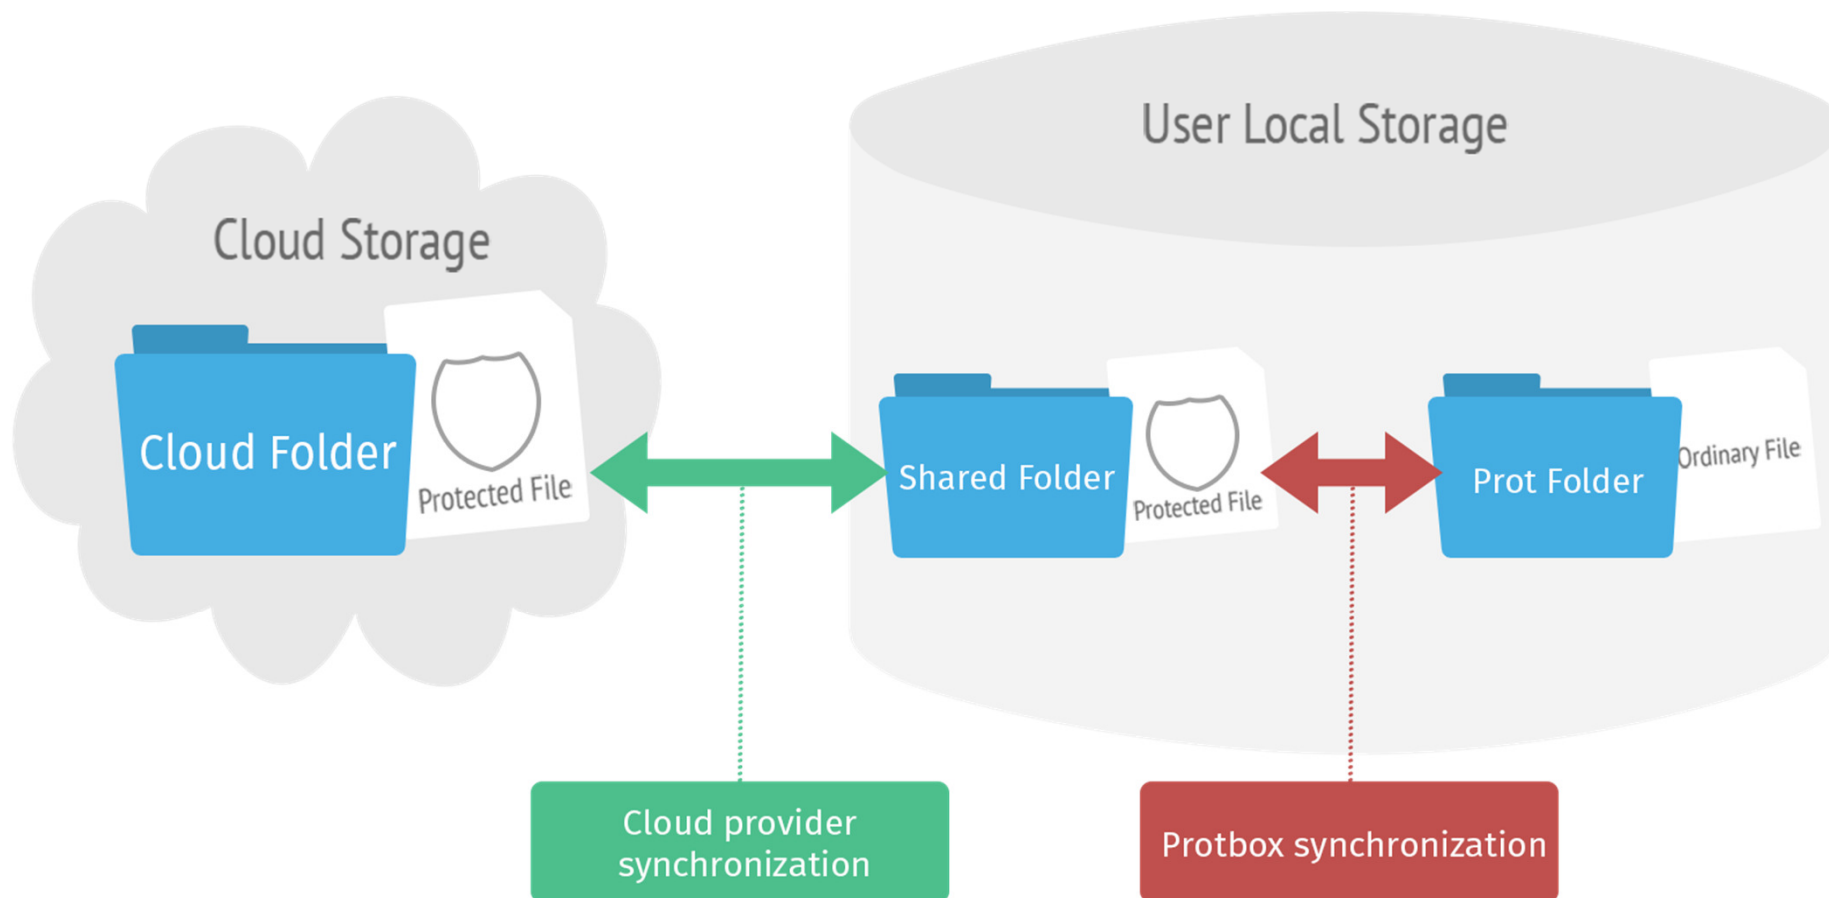 User Local Storage
Cloud Storage
Cloud Folder
Protected File
Shared Folder
Protected File
Prot Folder
Ordinary File
Cloud provider
synchronization
Protbox synchronization